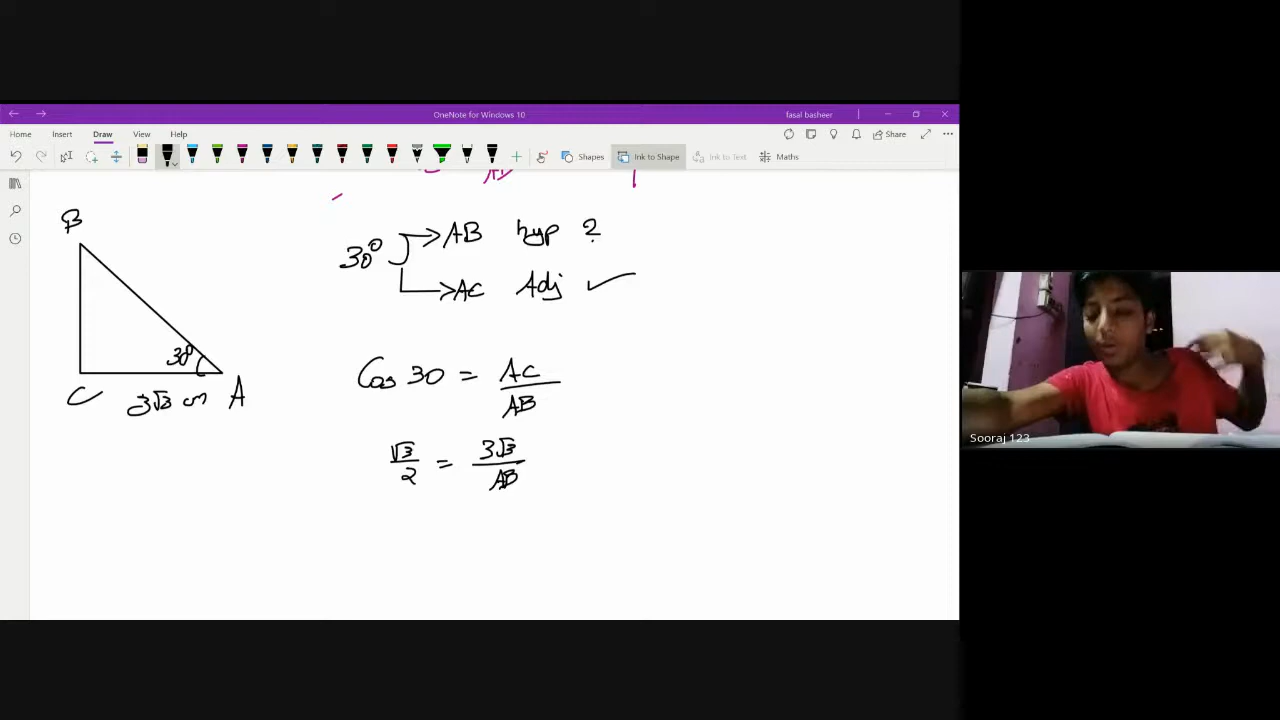 OneNote for Windows 10
fasal basheer
Home Insert Draw View Help
Share
Shapes
Ink to Shape
Ink to Text
Maths
B
30° → AB hyp ?
→ AC Adj ✓
30°
C 3√3 cm A
Cos 30 = AC / AB
√3 / 2 = 3√3 / AB
Sooraj 123